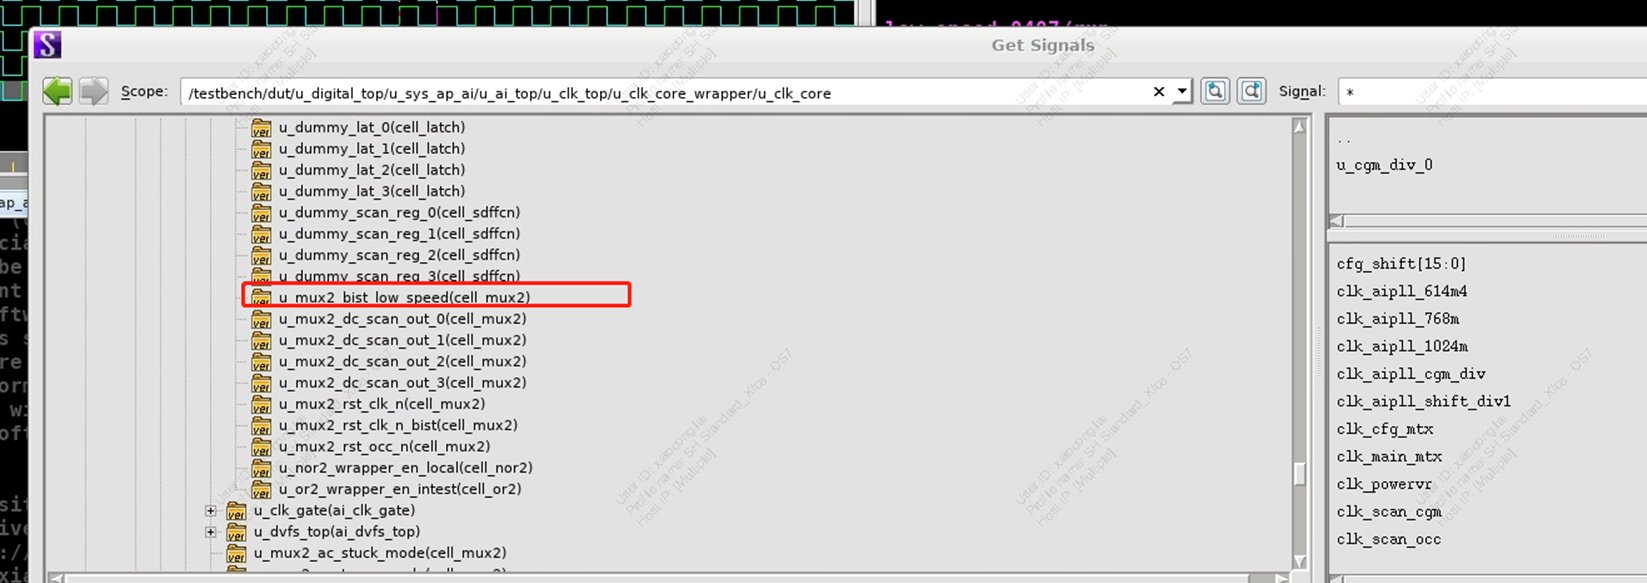 low_speed_0407/run
Get Signals
Scope: /testbench/dut/u_digital_top/u_sys_ap_ai/u_ai_top/u_clk_top/u_clk_core_wrapper/u_clk_core
Signal: *
u_dummy_lat_0(cell_latch)
u_dummy_lat_1(cell_latch)
u_dummy_lat_2(cell_latch)
u_dummy_lat_3(cell_latch)
u_dummy_scan_reg_0(cell_sdffcn)
u_dummy_scan_reg_1(cell_sdffcn)
u_dummy_scan_reg_2(cell_sdffcn)
u_dummy_scan_reg_3(cell_sdffcn)
u_mux2_bist_low_speed(cell_mux2)
u_mux2_dc_scan_out_0(cell_mux2)
u_mux2_dc_scan_out_1(cell_mux2)
u_mux2_dc_scan_out_2(cell_mux2)
u_mux2_dc_scan_out_3(cell_mux2)
u_mux2_rst_clk_n(cell_mux2)
u_mux2_rst_clk_n_bist(cell_mux2)
u_mux2_rst_occ_n(cell_mux2)
u_nor2_wrapper_en_local(cell_nor2)
u_or2_wrapper_en_intest(cell_or2)
u_clk_gate(ai_clk_gate)
u_dvfs_top(ai_dvfs_top)
u_mux2_ac_stuck_mode(cell_mux2)
..
u_cgm_div_0
cfg_shift[15:0]
clk_aipll_614m4
clk_aipll_768m
clk_aipll_1024m
clk_aipll_cgm_div
clk_aipll_shift_div1
clk_cfg_mtx
clk_main_mtx
clk_powervr
clk_scan_cgm
clk_scan_occ